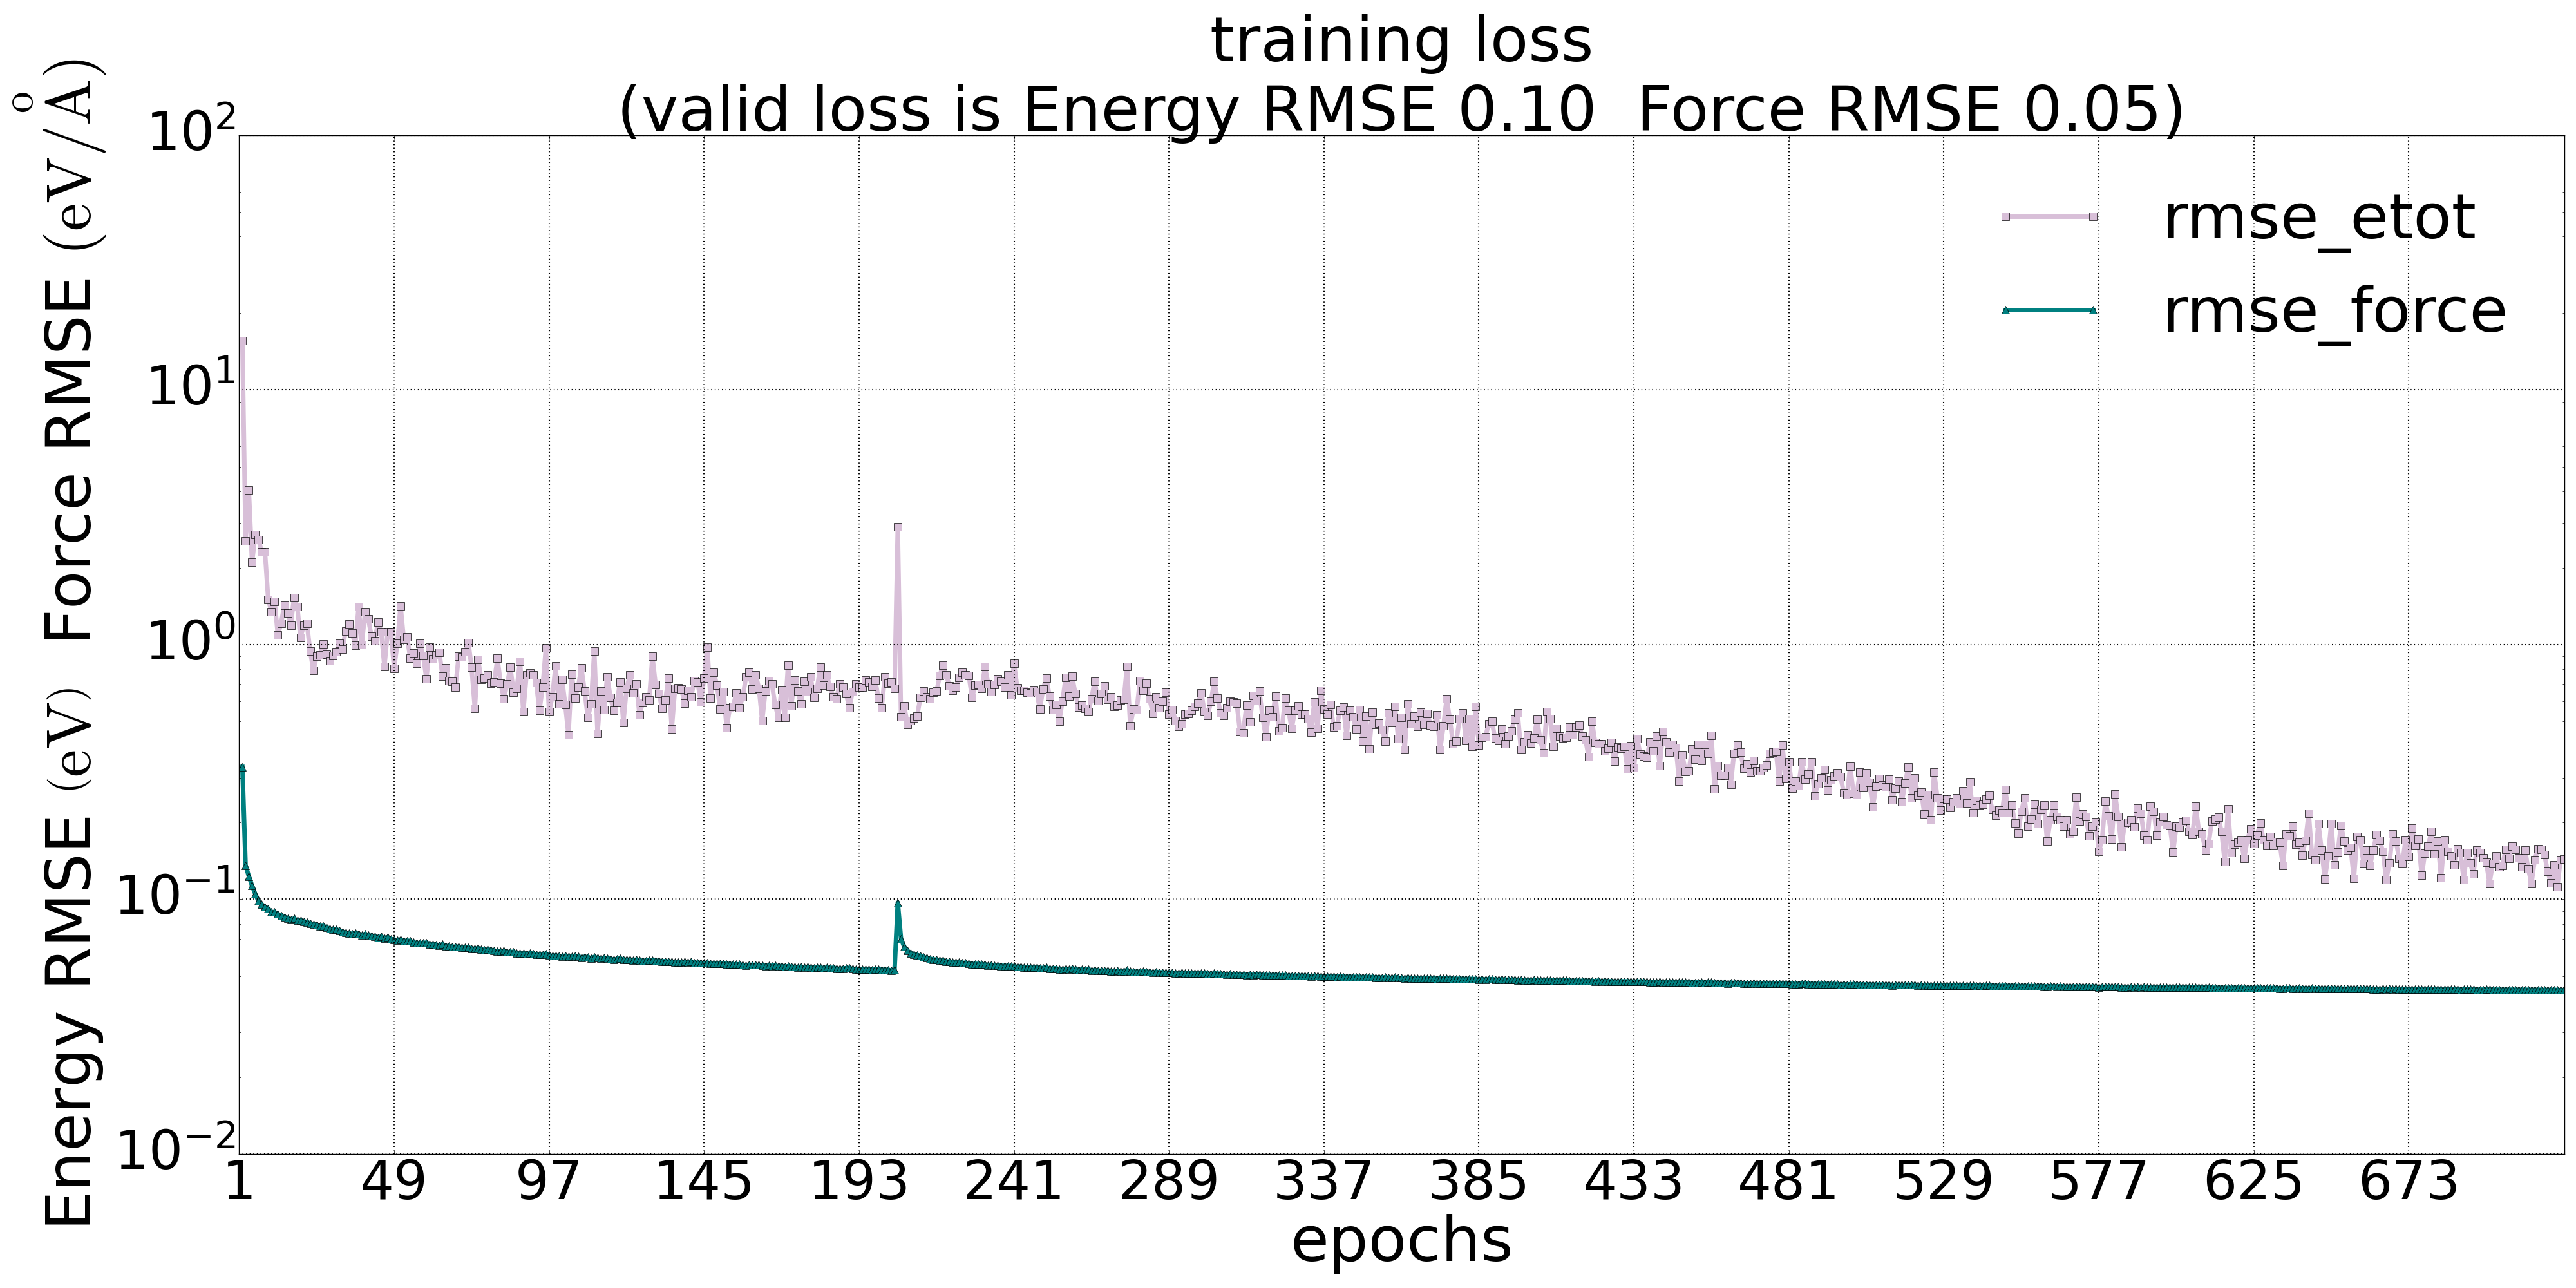 training loss
(valid loss is Energy RMSE 0.10 Force RMSE 0.05)
Energy RMSE (eV) Force RMSE (eV/Å)
10²
10¹
10⁰
10⁻¹
10⁻²
rmse_etot
rmse_force
1 49 97 145 193 241 289 337 385 433 481 529 577 625 673
epochs